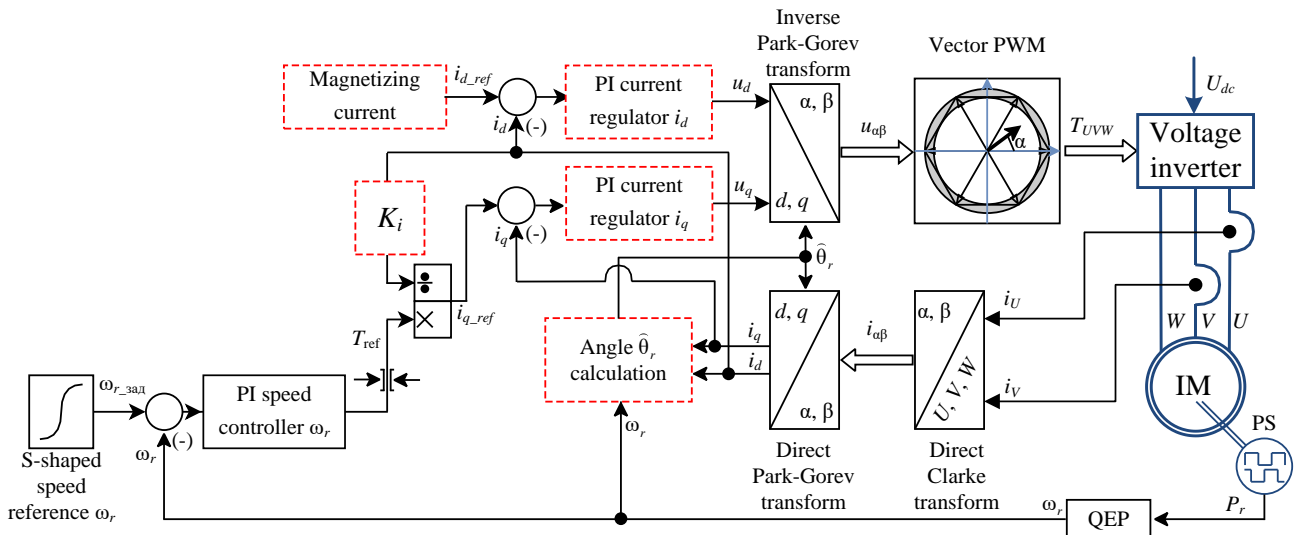 Inverse
Park-Gorev
transform
Vector PWM
Magnetizing
current
i_d_ref
i_d
(-)
PI current
regulator i_d
u_d
α, β
d, q
u_αβ
α
T_UVW
U_dc
Voltage
inverter
K_i
i_q
(-)
PI current
regulator i_q
u_q
θ̂_r
÷
×
i_q_ref
T_ref
Angle θ̂_r
calculation
i_q
i_d
d, q
α, β
i_αβ
α, β
U, V, W
i_U
i_V
W V U
IM
PS
ω_r_зад
(-)
ω_r
PI speed
controller ω_r
ω_r
S-shaped
speed
reference ω_r
Direct
Park-Gorev
transform
Direct
Clarke
transform
ω_r
QEP
P_r